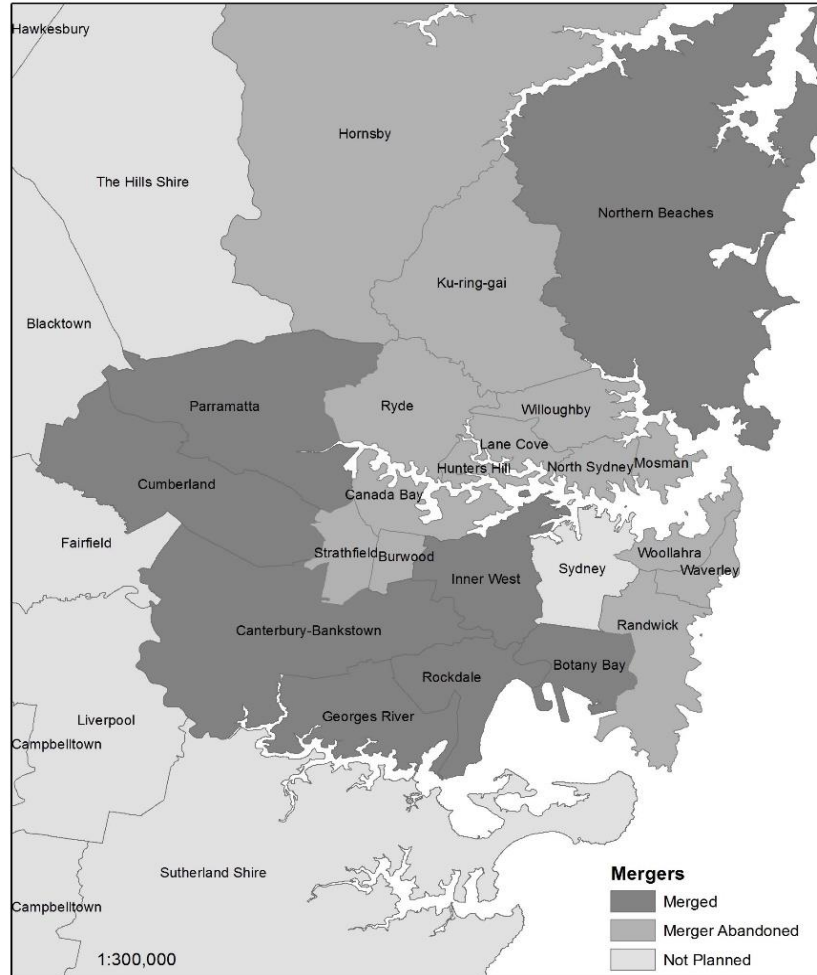 Hawkesbury
Hornsby
The Hills Shire
Northern Beaches
Ku-ring-gai
Blacktown
Parramatta
Ryde
Willoughby
Lane Cove
Hunters Hill
North Sydney
Mosman
Cumberland
Canada Bay
Fairfield
Strathfield
Burwood
Woollahra
Sydney
Waverley
Inner West
Randwick
Canterbury-Bankstown
Botany Bay
Rockdale
Georges River
Liverpool
Campbelltown
Sutherland Shire
Campbelltown
1:300,000
Mergers
Merged
Merger Abandoned
Not Planned